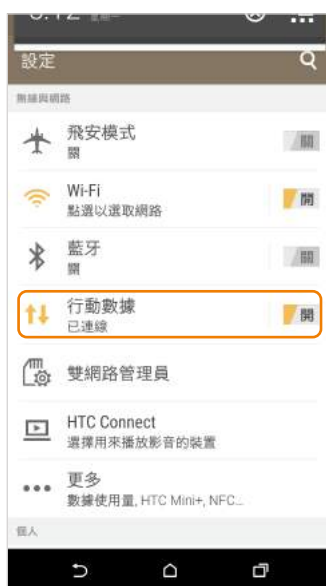 設定
無線與網路
飛安模式
關
關
Wi-Fi
點選以選取網路
開
藍牙
關
關
行動數據
已連線
開
雙網路管理員
HTC Connect
選擇用來播放影音的裝置
更多
數據使用量, HTC Mini+, NFC...
個人